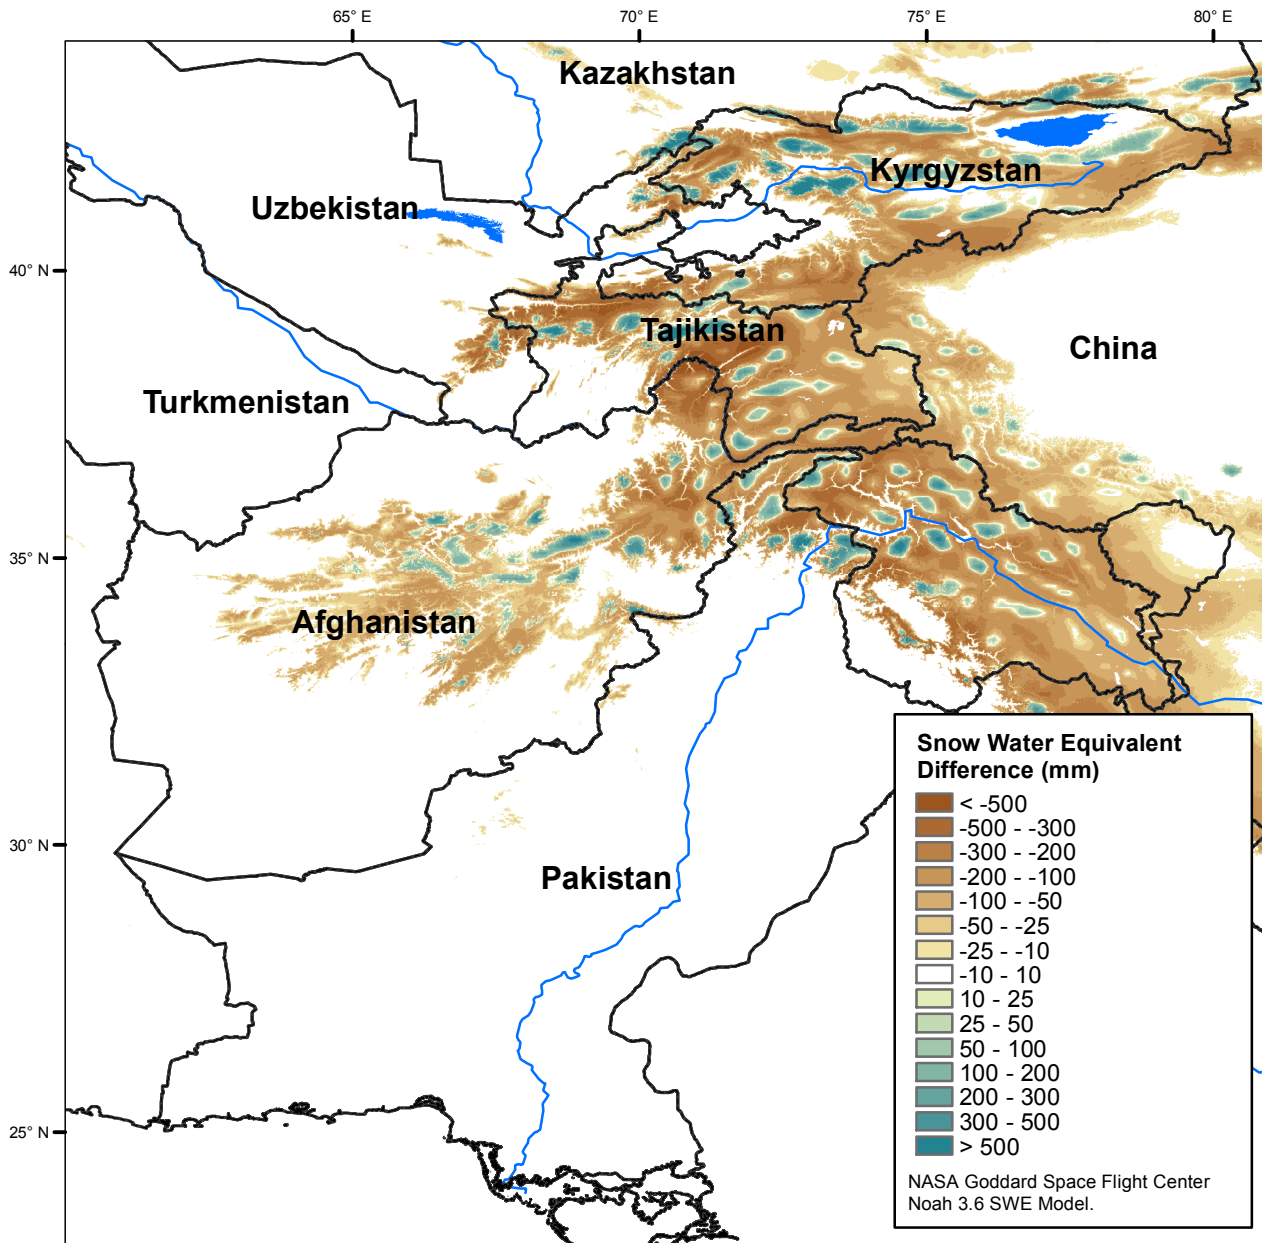 65° E
70° E
75° E
80° E
Kazakhstan
Kyrgyzstan
Uzbekistan
40° N
Tajikistan
China
Turkmenistan
35° N
Afghanistan
30° N
Pakistan
25° N
Snow Water Equivalent
Difference (mm)
< -500
-500 - -300
-300 - -200
-200 - -100
-100 - -50
-50 - -25
-25 - -10
-10 - 10
10 - 25
25 - 50
50 - 100
100 - 200
200 - 300
300 - 500
> 500
NASA Goddard Space Flight Center
Noah 3.6 SWE Model.